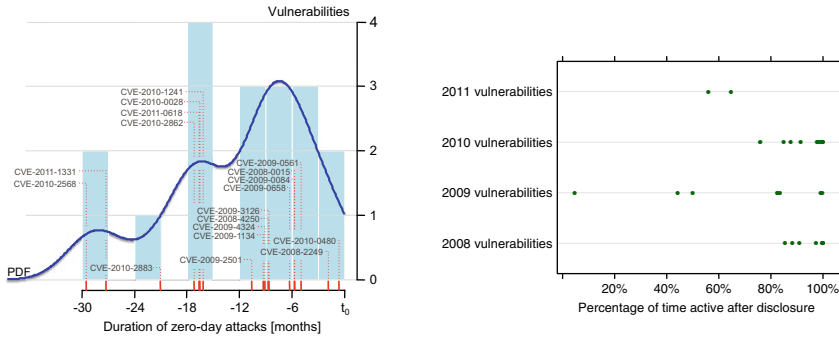 Vulnerabilities
4
3
2
1
0
CVE-2010-1241
CVE-2010-0028
CVE-2011-0618
CVE-2010-2862
CVE-2011-1331
CVE-2010-2568
CVE-2009-0561
CVE-2008-0015
CVE-2009-0084
CVE-2009-0658
CVE-2009-3126
CVE-2008-4250
CVE-2009-4324
CVE-2009-1134
CVE-2010-0480
CVE-2008-2249
CVE-2009-2501
CVE-2010-2883
PDF
-30 -24 -18 -12 -6 t0
Duration of zero-day attacks [months]
2011 vulnerabilities
2010 vulnerabilities
2009 vulnerabilities
2008 vulnerabilities
20% 40% 60% 80% 100%
Percentage of time active after disclosure